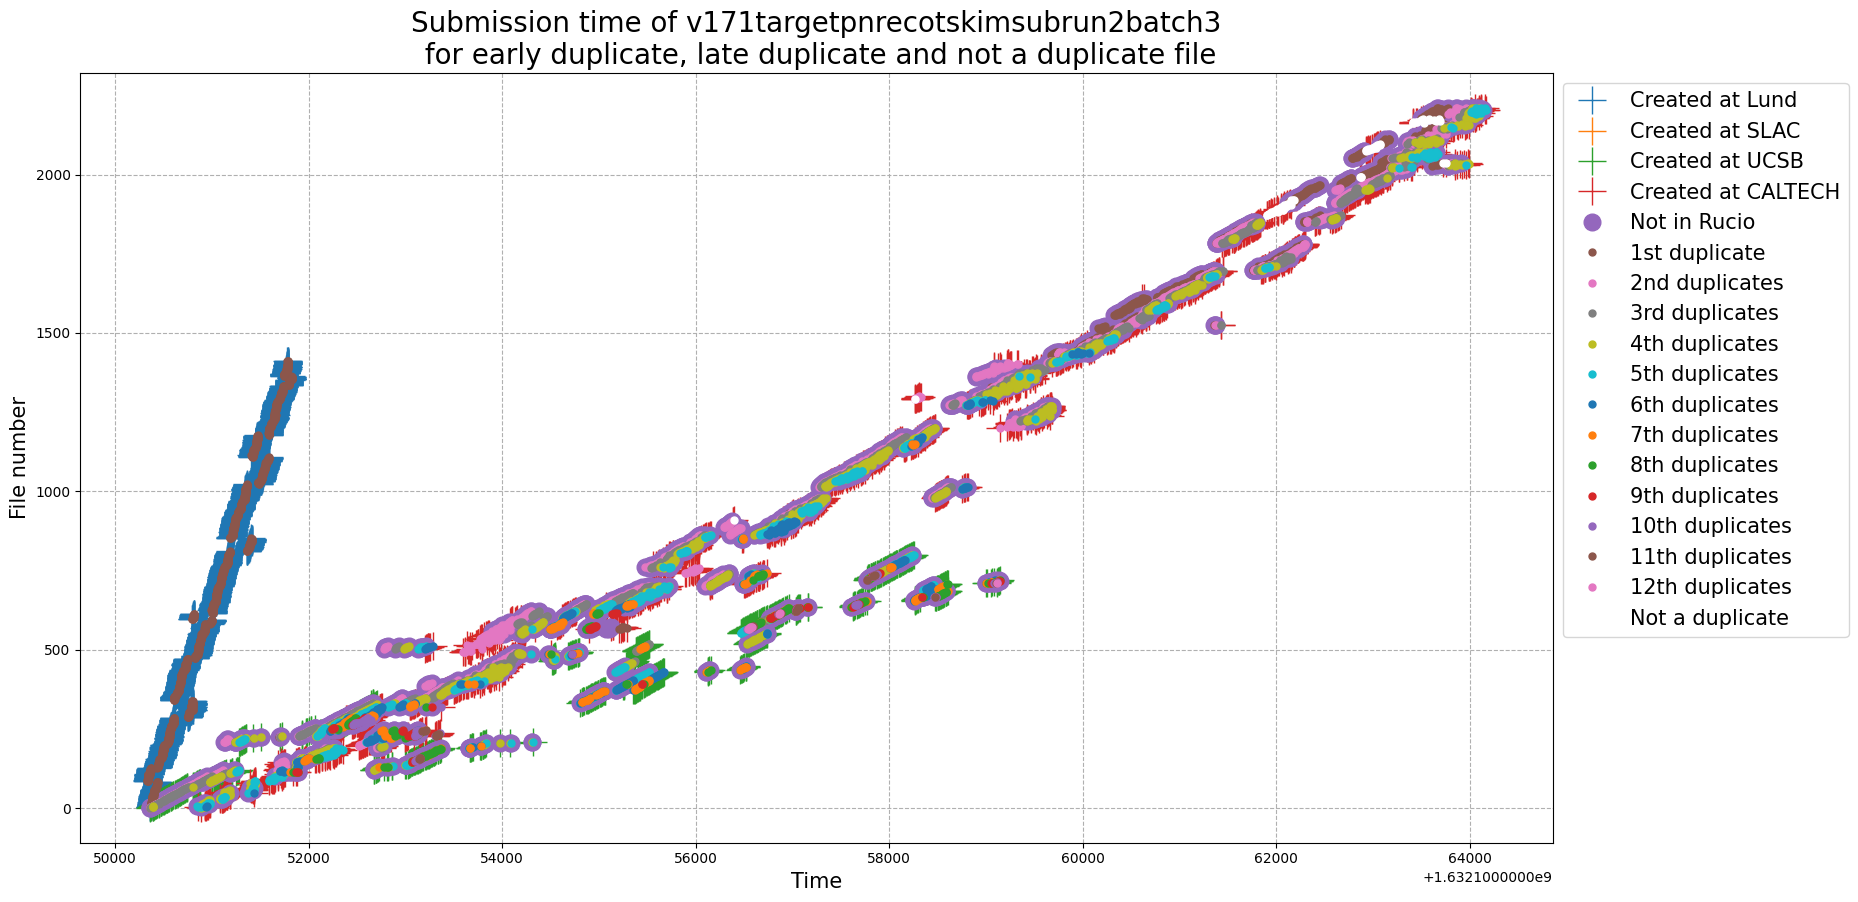 Submission time of v171targetpnrecotskimsubrun2batch3
for early duplicate, late duplicate and not a duplicate file
File number
2000
1500
1000
500
0
50000
52000
54000
56000
58000
60000
62000
64000
+1.6321000000e9
Time
Created at Lund
Created at SLAC
Created at UCSB
Created at CALTECH
Not in Rucio
1st duplicate
2nd duplicates
3rd duplicates
4th duplicates
5th duplicates
6th duplicates
7th duplicates
8th duplicates
9th duplicates
10th duplicates
11th duplicates
12th duplicates
Not a duplicate